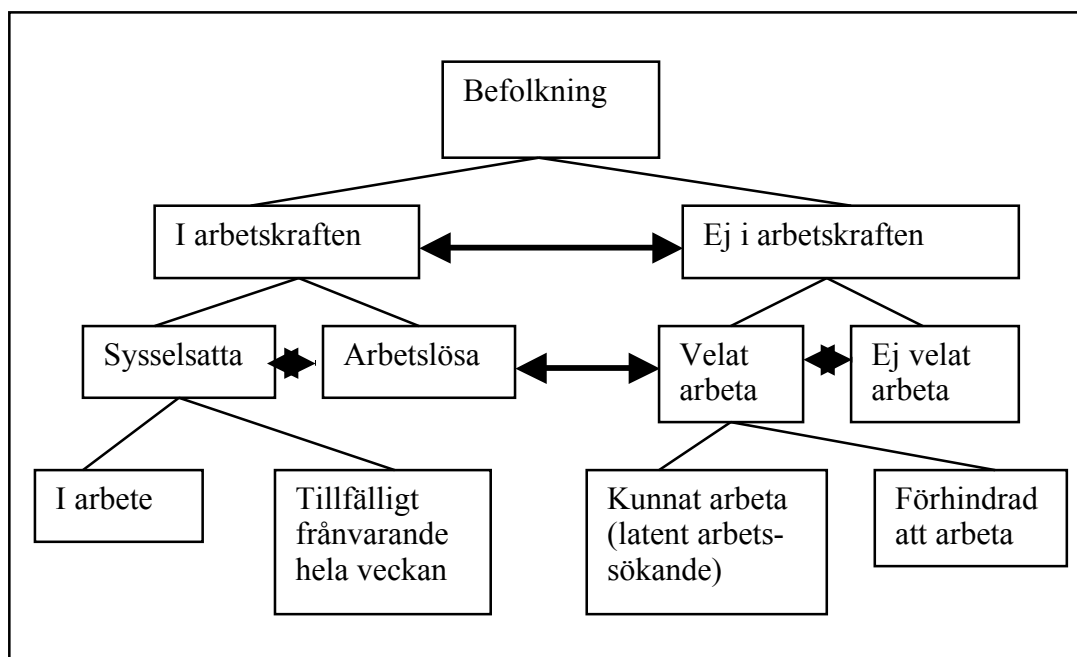 Befolkning
I arbetskraften
Ej i arbetskraften
Sysselsatta
Arbetslösa
Velat
arbeta
Ej velat
arbeta
I arbete
Tillfälligt
frånvarande
hela veckan
Kunnat arbeta
(latent arbets-
sökande)
Förhindrad
att arbeta